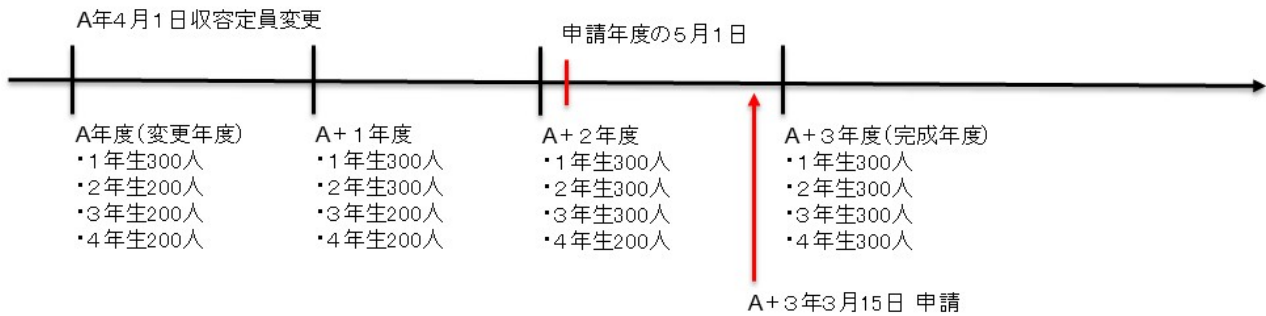 A年4月1日収容定員変更
申請年度の5月1日
A年度(変更年度)
・1年生300人
・2年生200人
・3年生200人
・4年生200人
A+1年度
・1年生300人
・2年生300人
・3年生200人
・4年生200人
A+2年度
・1年生300人
・2年生300人
・3年生300人
・4年生200人
A+3年度(完成年度)
・1年生300人
・2年生300人
・3年生300人
・4年生300人
A+3年3月15日 申請